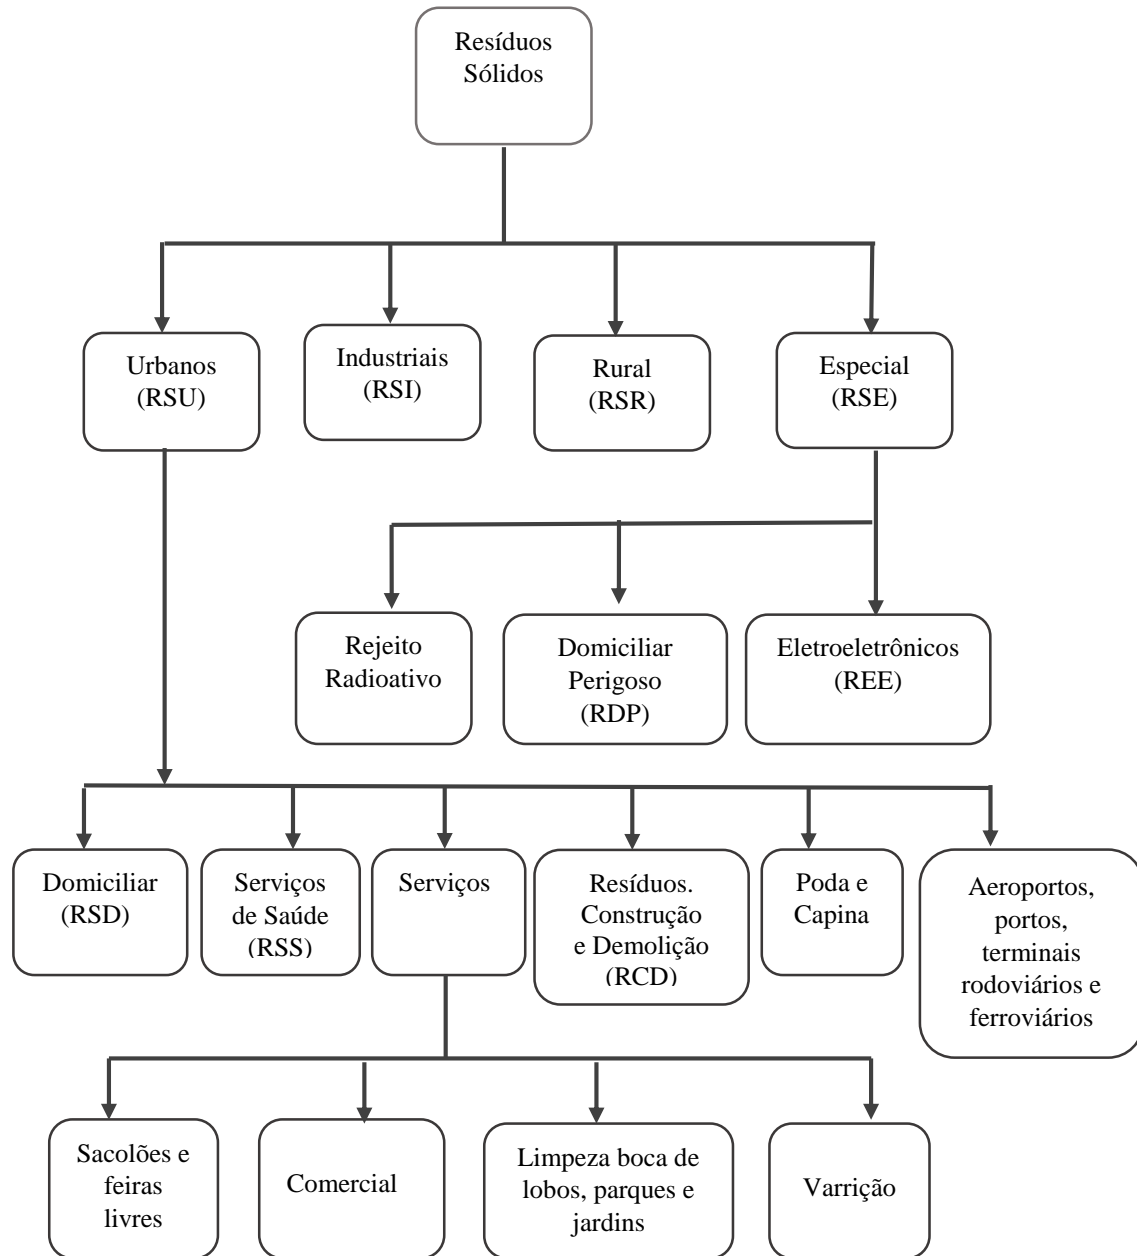 Resíduos
Sólidos
Urbanos
(RSU)
Industriais
(RSI)
Rural
(RSR)
Especial
(RSE)
Rejeito
Radioativo
Domiciliar
Perigoso
(RDP)
Eletroeletrônicos
(REE)
Domiciliar
(RSD)
Serviços
de Saúde
(RSS)
Serviços
Resíduos.
Construção
e Demolição
(RCD)
Poda e
Capina
Aeroportos,
portos,
terminais
rodoviários e
ferroviários
Sacolões e
feiras
livres
Comercial
Limpeza boca de
lobos, parques e
jardins
Varrição